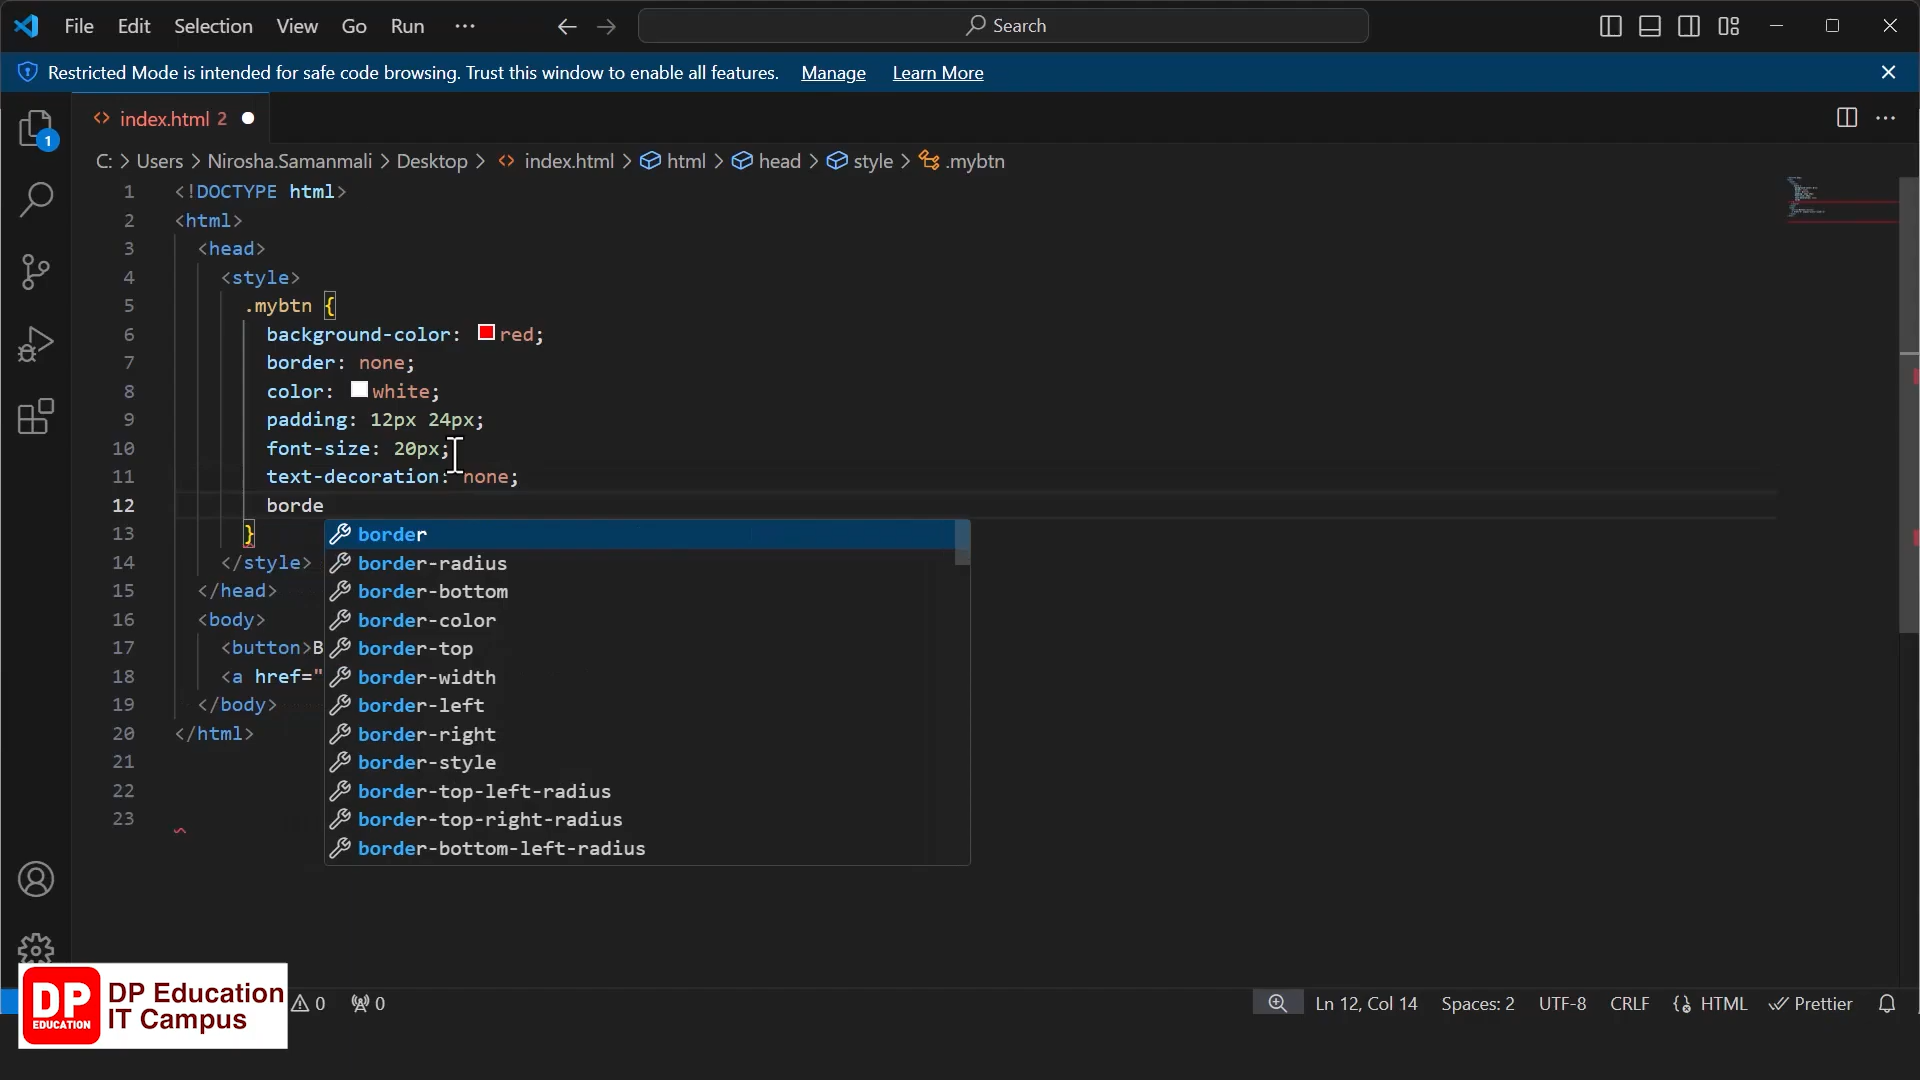 File Edit Selection View Go Run ··· Search
Restricted Mode is intended for safe code browsing. Trust this window to enable all features. Manage Learn More
1
index.html 2
C: > Users > Nirosha.Samanmali > Desktop > index.html > html > head > style > .mybtn
1 <!DOCTYPE html>
2 <html>
3 <head>
4 <style>
5 .mybtn {
6 background-color: red;
7 border: none;
8 color: white;
9 padding: 12px 24px;
10 font-size: 20px;
11 text-decoration: none;
12 borde
13 }
border
border-radius
14 </style>
border-bottom
15 </head>
border-color
16 <body>
border-top
17 <button>B
border-width
18 <a href="
border-left
19 </body>
border-right
20 </html>
border-style
21
border-top-left-radius
22
border-top-right-radius
23
border-bottom-left-radius
DP EDUCATION
DP Education
IT Campus
0 0
Ln 12, Col 14 Spaces: 2 UTF-8 CRLF HTML Prettier